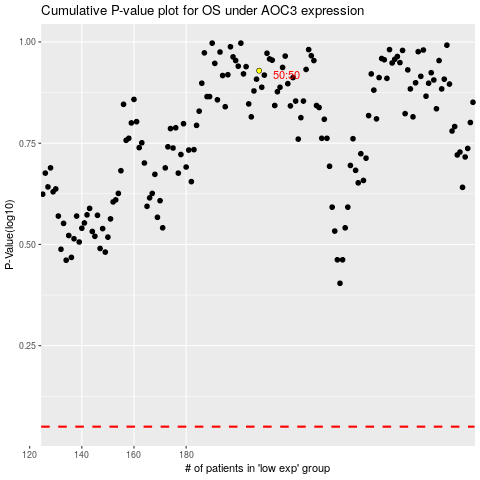 Cumulative P-value plot for OS under AOC3 expression
1.00
0.75
0.50
0.25
P-Value(log10)
50:50
120 140 160 180
# of patients in 'low exp' group